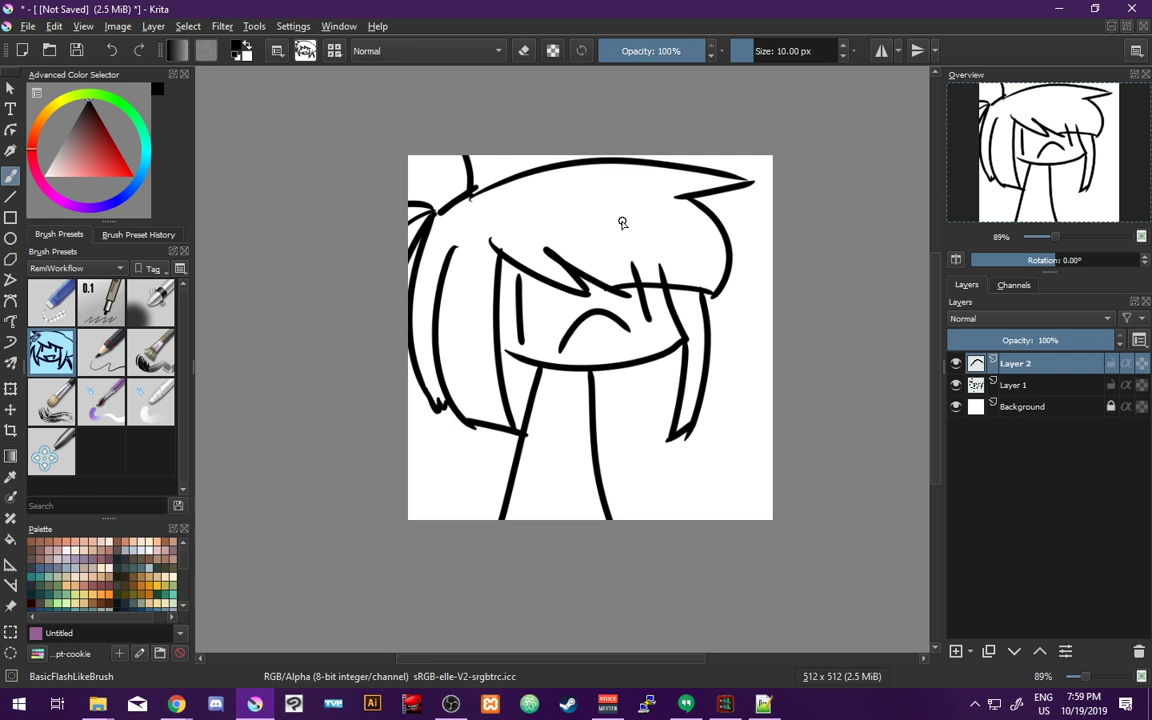 * - [ [Not Saved]  (2.5 MiB) *] - Krita
File Edit View Image Layer Select Filter Tools Settings Window Help
Normal Opacity: 100% Size: 10.00 px
Advanced Color Selector
Brush Presets Brush Preset History
Brush Presets
RemiWorkflow Tag
0.1
Search
Palette
Untitled
...pt-cookie
Overview
89%
Rotation: 0.00°
Layers Channels
Layers
Normal
Opacity: 100%
Layer 2
Layer 1
Background
BasicFlashLikeBrush RGB/Alpha (8-bit integer/channel) sRGB-elle-V2-srgbtrc.icc 512 x 512 (2.5 MiB) 89%
TVP Ai VOICE MEETER ENG US 7:59 PM 10/19/2019